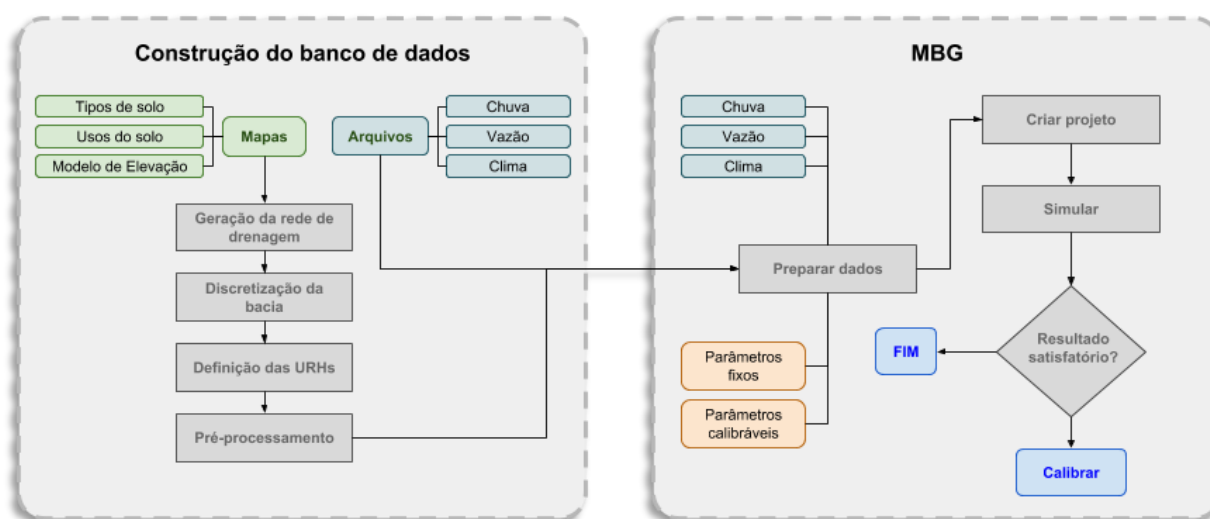 Construção do banco de dados
Tipos de solo
Usos do solo
Modelo de Elevação
Mapas
Arquivos
Chuva
Vazão
Clima
Geração da rede de
drenagem
Discretização da
bacia
Definição das URHs
Pré-processamento
MBG
Chuva
Vazão
Clima
Preparar dados
Parâmetros
fixos
Parâmetros
calibráveis
Criar projeto
Simular
Resultado
satisfatório?
FIM
Calibrar